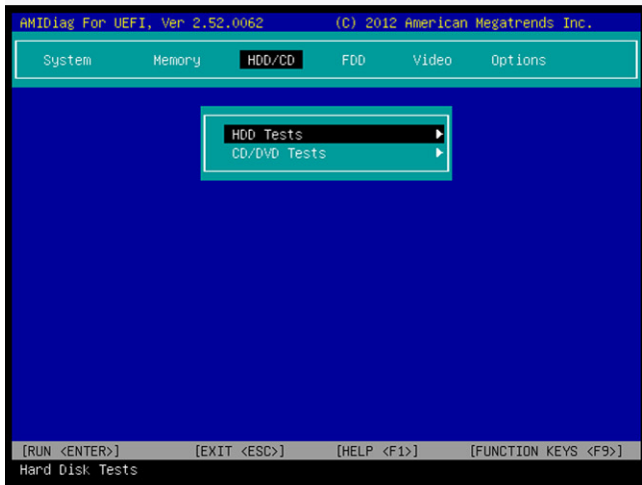 AMIDiag For UEFI, Ver 2.52.0062 (C) 2012 American Megatrends Inc.
System Memory HDD/CD FDD Video Options
HDD Tests
CD/DVD Tests
[RUN <ENTER>] [EXIT <ESC>] [HELP <F1>] [FUNCTION KEYS <F9>]
Hard Disk Tests